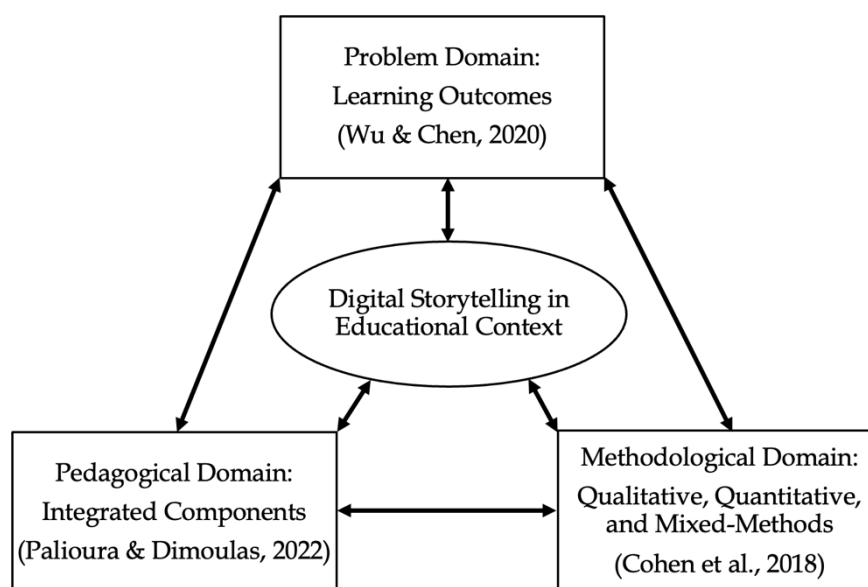 Problem Domain:
Learning Outcomes
(Wu & Chen, 2020)
Digital Storytelling in
Educational Context
Pedagogical Domain:
Integrated Components
(Palioura & Dimoulas, 2022)
Methodological Domain:
Qualitative, Quantitative,
and Mixed-Methods
(Cohen et al., 2018)